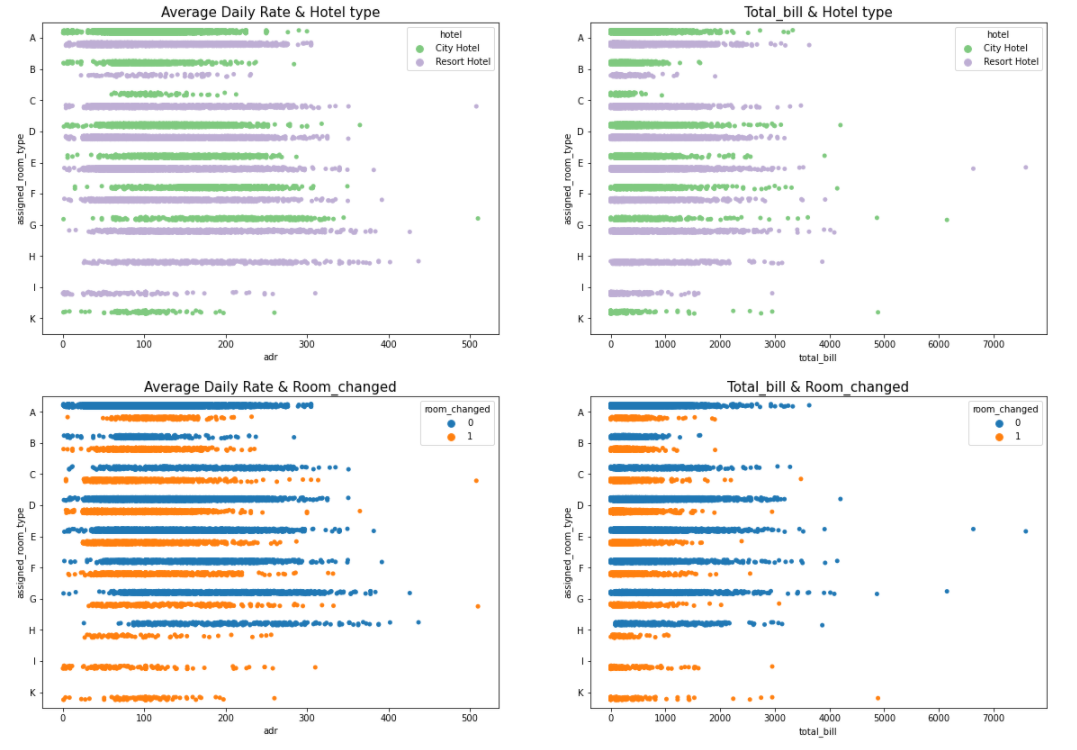 Average Daily Rate & Hotel type
assigned_room_type
A
B
C
D
E
F
G
H
I
K
hotel
City Hotel
Resort Hotel
0 100 200 300 400 500
adr
Total_bill & Hotel type
assigned_room_type
A
B
C
D
E
F
G
H
I
K
hotel
City Hotel
Resort Hotel
0 1000 2000 3000 4000 5000 6000 7000
total_bill
Average Daily Rate & Room_changed
assigned_room_type
A
B
C
D
E
F
G
H
I
K
room_changed
0
1
0 100 200 300 400 500
adr
Total_bill & Room_changed
assigned_room_type
A
B
C
D
E
F
G
H
I
K
room_changed
0
1
0 1000 2000 3000 4000 5000 6000 7000
total_bill